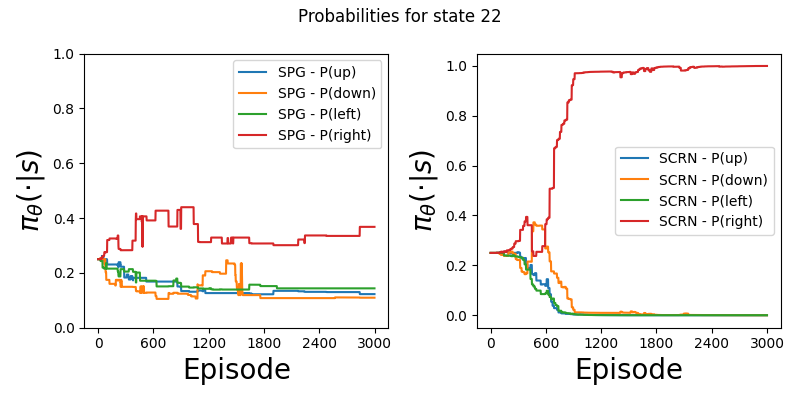 Probabilities for state 22
1.0
0.8
0.6
0.4
0.2
0.0
π_θ(·|s)
SPG - P(up)
SPG - P(down)
SPG - P(left)
SPG - P(right)
0 600 1200 1800 2400 3000
Episode
1.0
0.8
0.6
0.4
0.2
0.0
π_θ(·|s)
SCRN - P(up)
SCRN - P(down)
SCRN - P(left)
SCRN - P(right)
0 600 1200 1800 2400 3000
Episode